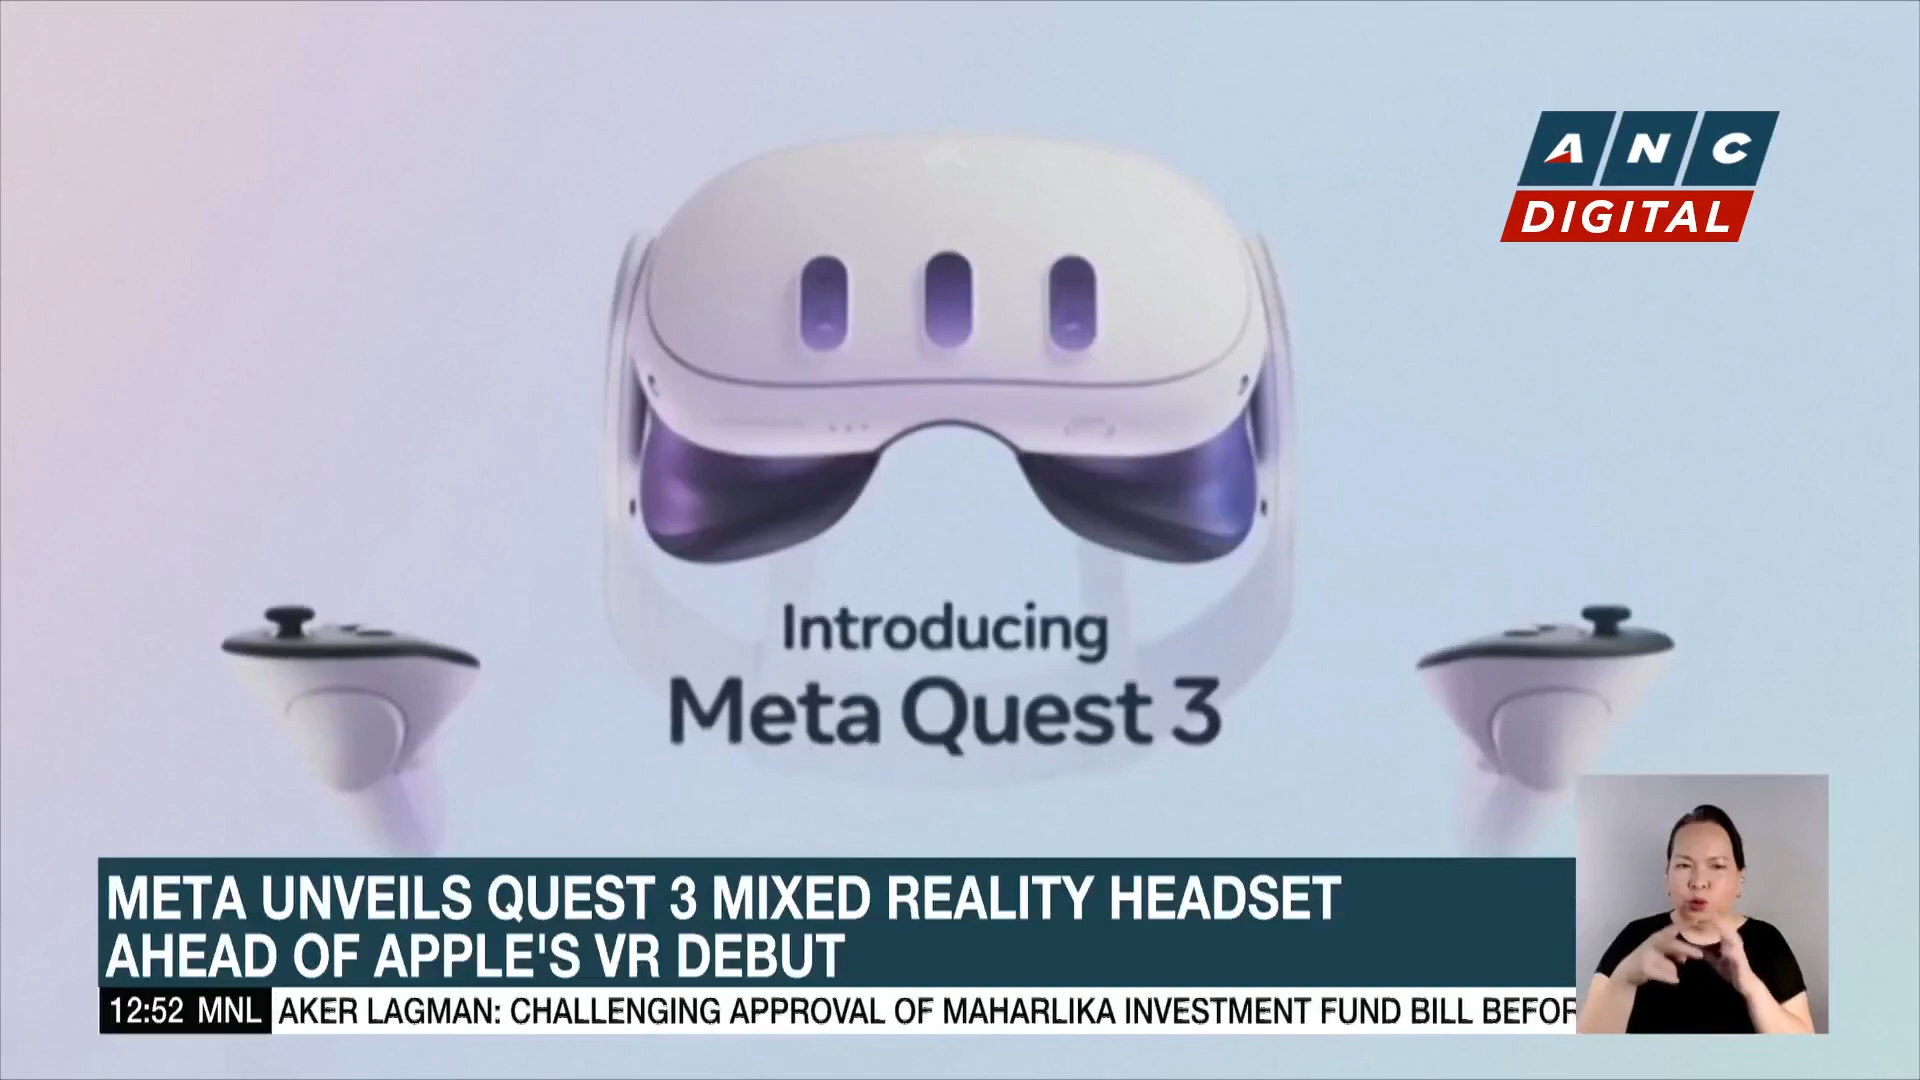 ANC
DIGITAL
Introducing
Meta Quest 3
META UNVEILS QUEST 3 MIXED REALITY HEADSET
AHEAD OF APPLE'S VR DEBUT
12:52 MNL AKER LAGMAN: CHALLENGING APPROVAL OF MAHARLIKA INVESTMENT FUND BILL BEFOR